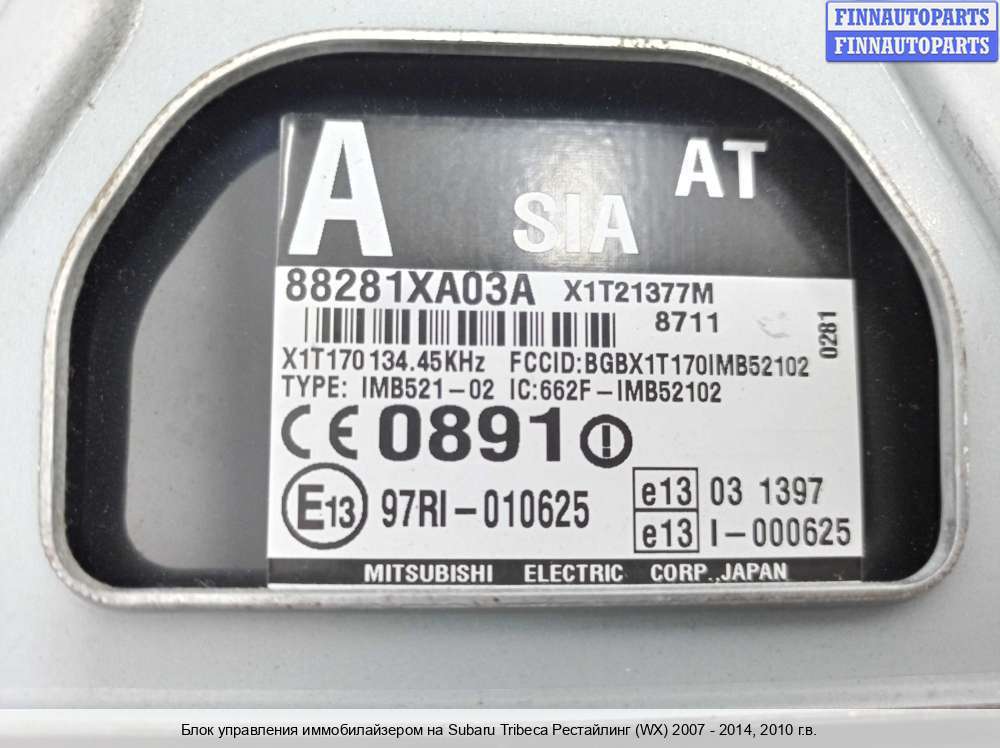 FINNAUTOPARTS
FINNAUTOPARTS
A SIA AT
88281XA03A X1T21377M
8711
0281
X1T170 134.45KHz FCCID:BGBX1T170IMB52102
TYPE: IMB521-02 IC:662F-IMB52102
CE 0891
E13 97RI-010625
e13 03 1397
e13 I-000625
MITSUBISHI ELECTRIC CORP.,JAPAN
Блок управления иммобилайзером на Subaru Tribeca Рестайлинг (WX) 2007 - 2014, 2010 г.в.